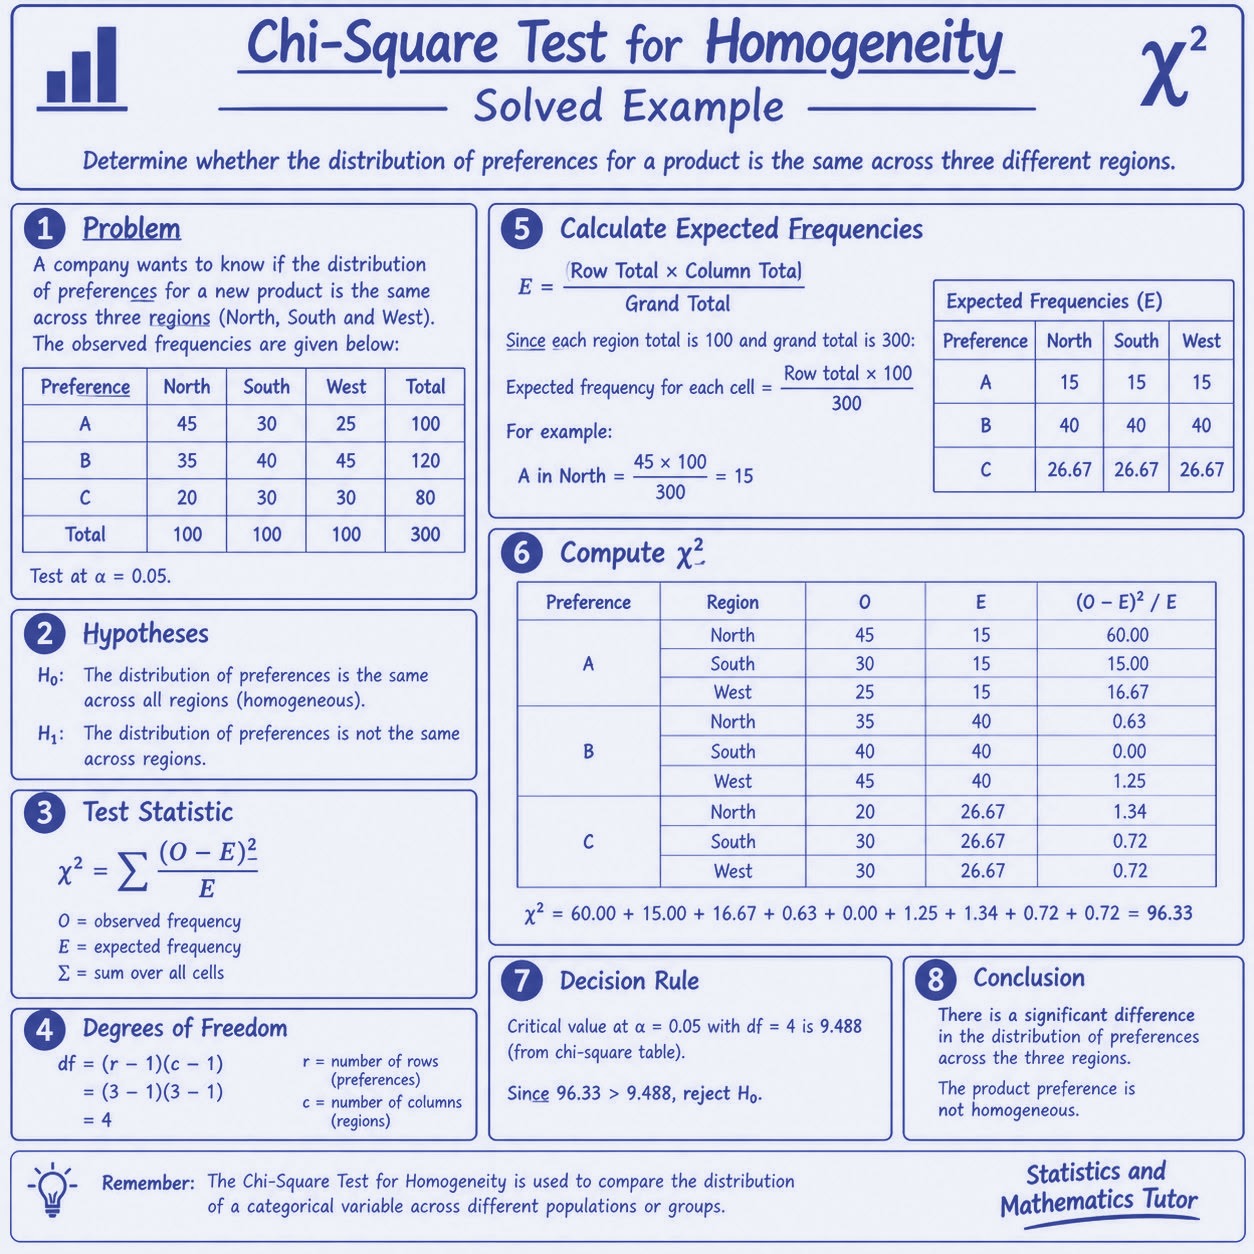 Chi-Square Test for Homogeneity
χ²
Solved Example
Determine whether the distribution of preferences for a product is the same across three different regions.
1 Problem
A company wants to know if the distribution
of preferences for a new product is the same
across three regions (North, South and West).
The observed frequencies are given below:
Preference North South West Total
A 45 30 25 100
B 35 40 45 120
C 20 30 30 80
Total 100 100 100 300
Test at α = 0.05.
2 Hypotheses
H₀: The distribution of preferences is the same
across all regions (homogeneous).
H₁: The distribution of preferences is not the same
across regions.
3 Test Statistic
χ² = ∑ (O − E)² / E
O = observed frequency
E = expected frequency
Σ = sum over all cells
4 Degrees of Freedom
df = (r − 1)(c − 1)
= (3 − 1)(3 − 1)
= 4
r = number of rows
(preferences)
c = number of columns
(regions)
5 Calculate Expected Frequencies
E = (Row Total × Column Total) / Grand Total
Since each region total is 100 and grand total is 300:
Expected frequency for each cell = Row total × 100 / 300
For example:
A in North = 45 × 100 / 300 = 15
Expected Frequencies (E)
Preference North South West
A 15 15 15
B 40 40 40
C 26.67 26.67 26.67
6 Compute χ²
Preference Region O E (O − E)² / E
A
North 45 15 60.00
South 30 15 15.00
West 25 15 16.67
B
North 35 40 0.63
South 40 40 0.00
West 45 40 1.25
C
North 20 26.67 1.34
South 30 26.67 0.72
West 30 26.67 0.72
χ² = 60.00 + 15.00 + 16.67 + 0.63 + 0.00 + 1.25 + 1.34 + 0.72 + 0.72 = 96.33
7 Decision Rule
Critical value at α = 0.05 with df = 4 is 9.488
(from chi-square table).
Since 96.33 > 9.488, reject H₀.
8 Conclusion
There is a significant difference
in the distribution of preferences
across the three regions.
The product preference is
not homogeneous.
Remember: The Chi-Square Test for Homogeneity is used to compare the distribution
of a categorical variable across different populations or groups.
Statistics and
Mathematics Tutor